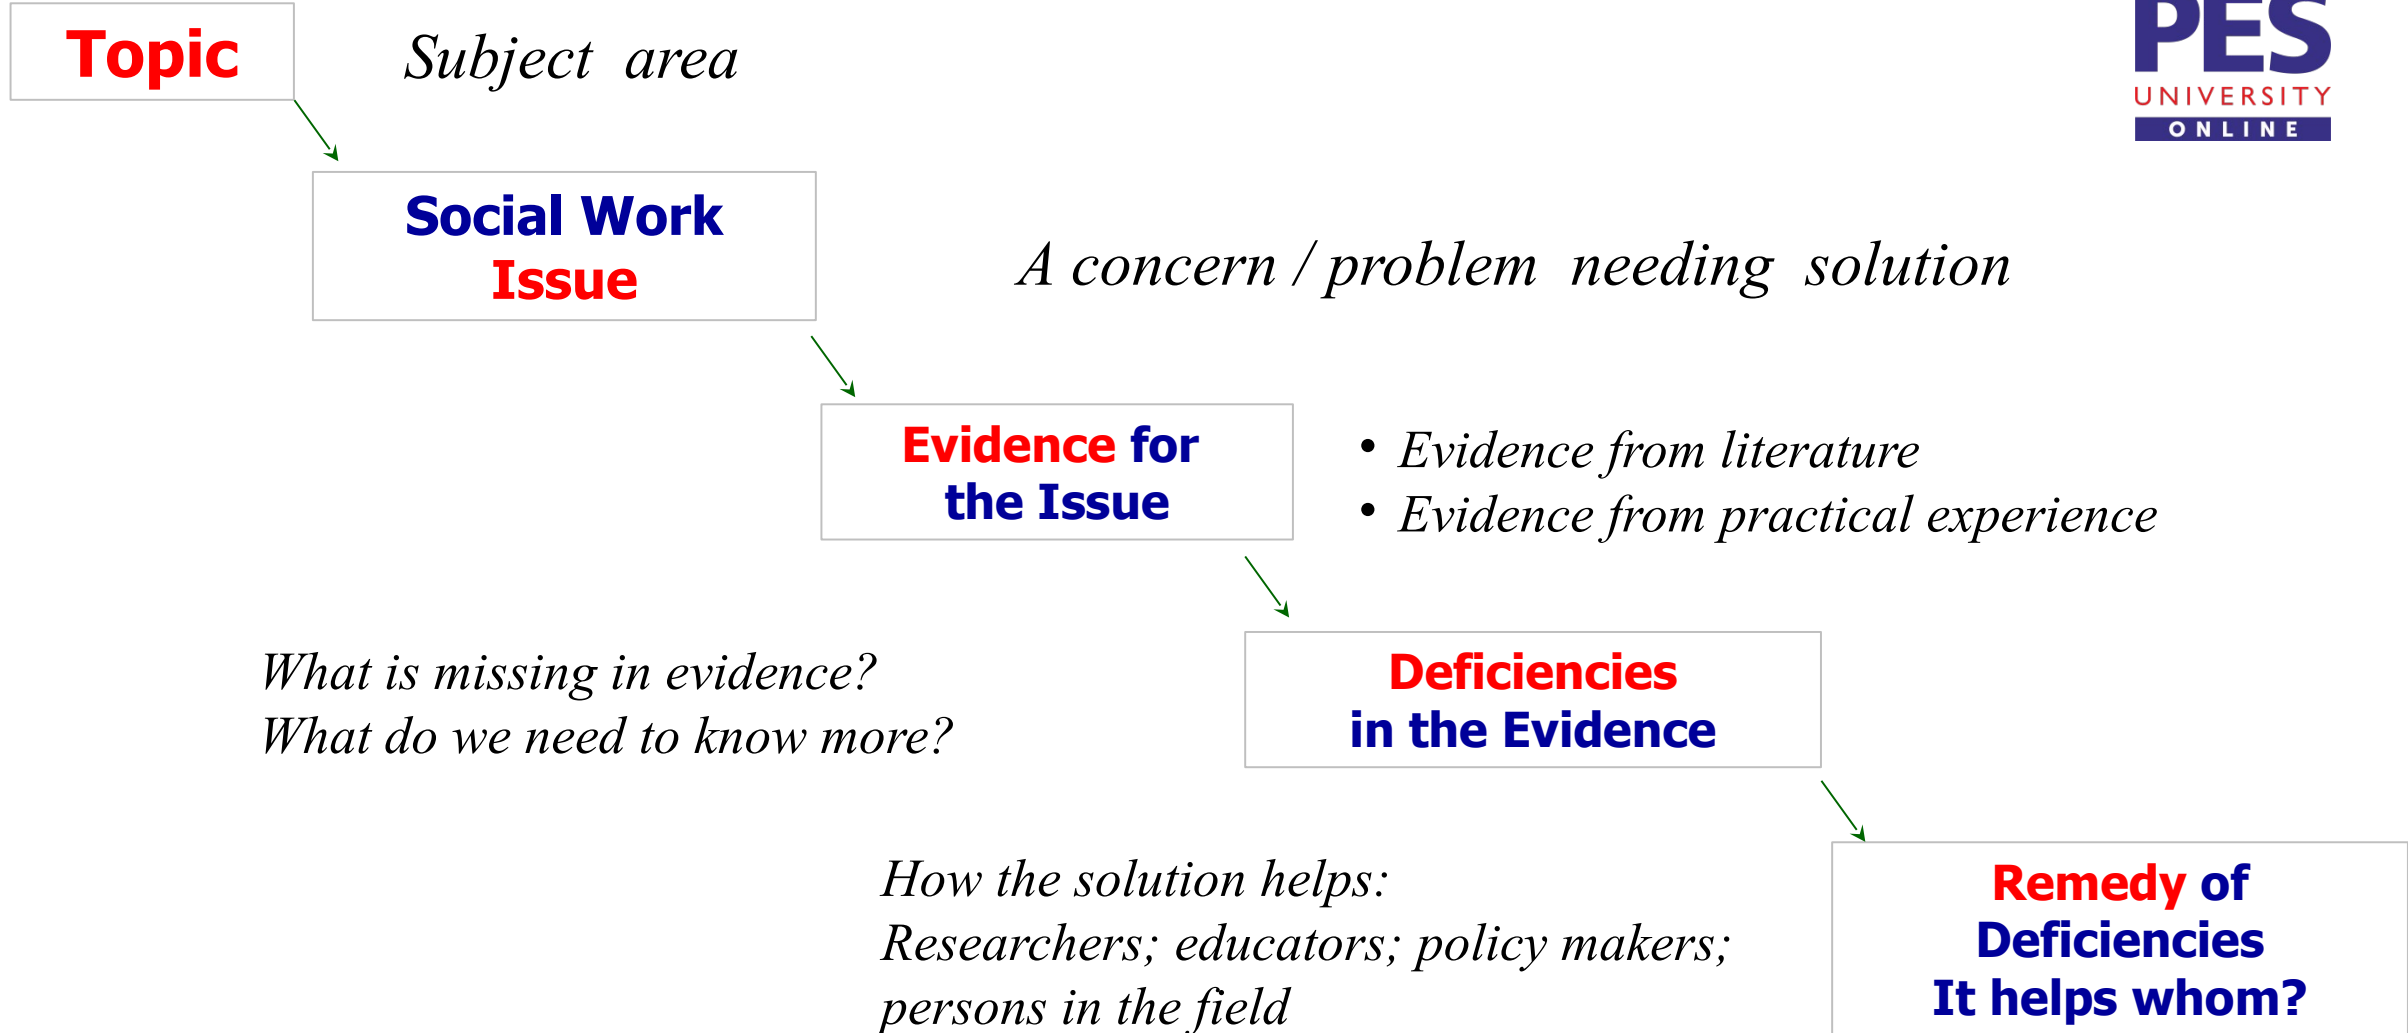 Topic
Subject area
PES
UNIVERSITY
ONLINE
Social Work
Issue
A concern / problem needing solution
Evidence for
the Issue
• Evidence from literature
• Evidence from practical experience
What is missing in evidence?
What do we need to know more?
Deficiencies
in the Evidence
How the solution helps:
Researchers; educators; policy makers;
persons in the field
Remedy of
Deficiencies
It helps whom?